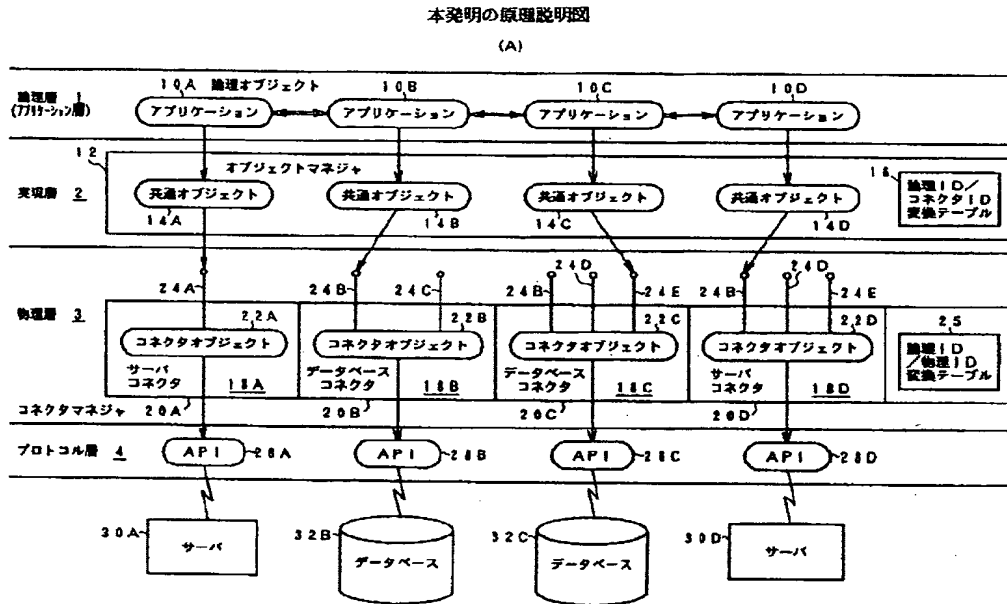 本発明の原理説明図
(A)
10A 論理オブジェクト 10B 10C 10D
論理層 1
(アプリケーション層)
アプリケーション アプリケーション アプリケーション アプリケーション
12 オブジェクトマネジャ
実現層 2
共通オブジェクト 共通オブジェクト 共通オブジェクト 共通オブジェクト
14A 14B 14C 14D
16
論理ID/
コネクタID
変換テーブル
24D 24D
24A 24B 24C 24B 24E 24B 24E
物理層 3
22A 22B 22C 22D
コネクタオブジェクト コネクタオブジェクト コネクタオブジェクト コネクタオブジェクト
25
論理ID
/物理ID
変換テーブル
サーバ
コネクタ 18A
データベース
コネクタ 18B
データベース
コネクタ 18C
サーバ
コネクタ 18D
コネクタマネジャ 20A 20B 20C 20D
プロトコル層 4
API 28A API 28B API 28C API 28D
30A サーバ 32B データベース 32C データベース 30D サーバ